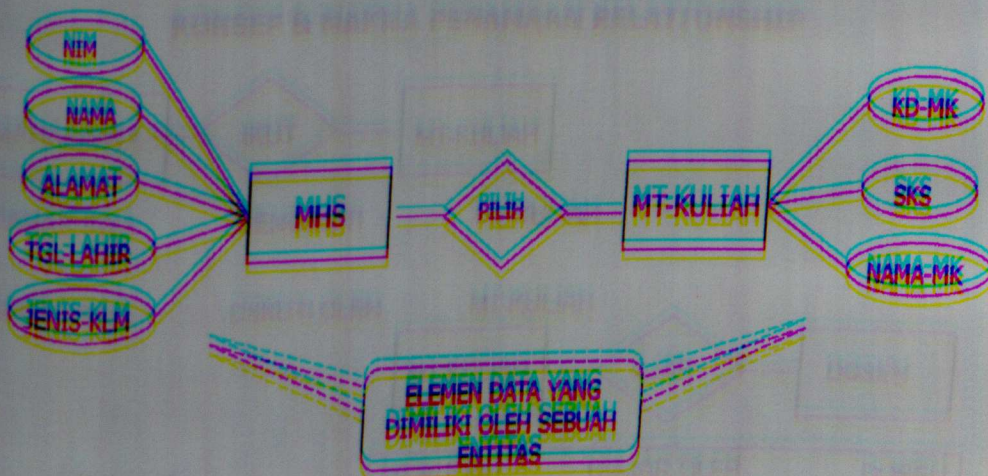 NIM
NAMA
ALAMAT
TGL-LAHIR
JENIS-KLM
MHS
PILIH
MT-KULIAH
KD-MK
SKS
NAMA-MK
ELEMEN DATA YANG
DIMILIKI OLEH SEBUAH
ENTITAS